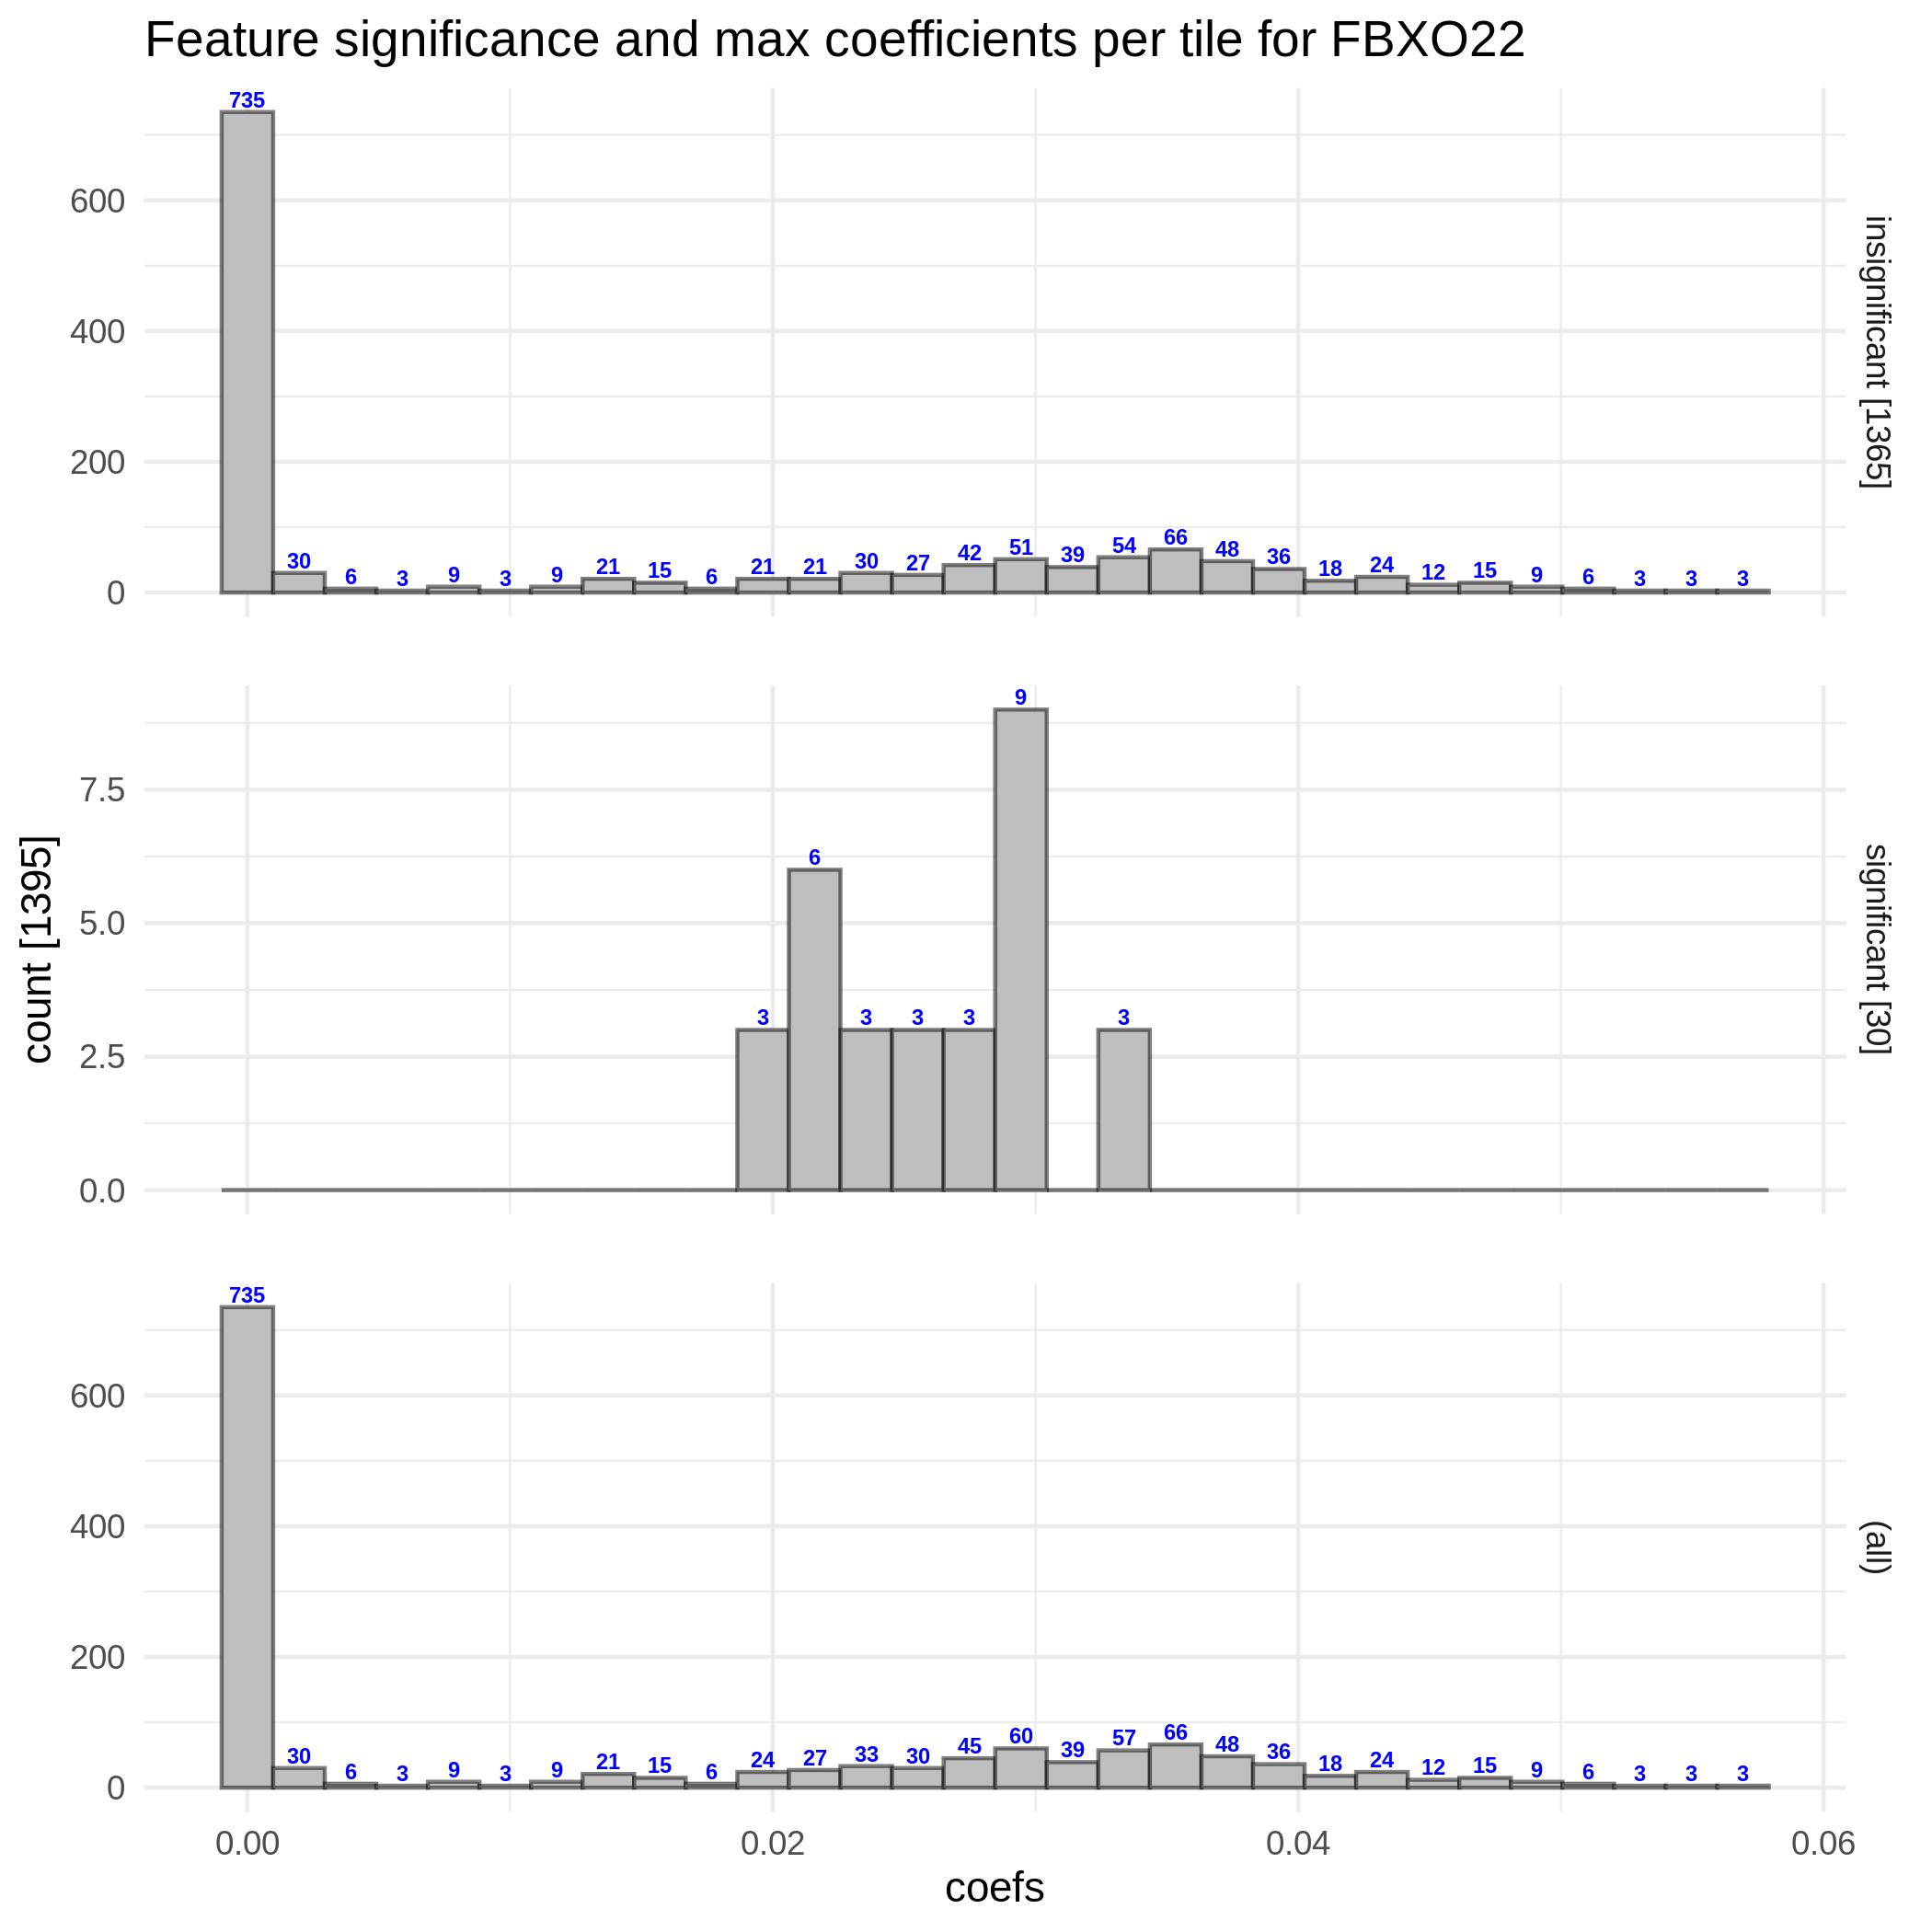 Feature significance and max coefficients per tile for FBXO22
735
30 6 3 9 3 9 21 15 6 21 21 30 27 42 51 39 54 66 48 36 18 24 12 15 9 6 3 3 3
600
400
200
0
insignificant [1365]
9
6
3 3 3 3 3
7.5
5.0
2.5
0.0
significant [30]
count [1395]
735
30 6 3 9 3 9 21 15 6 24 27 33 30 45 60 39 57 66 48 36 18 24 12 15 9 6 3 3 3
600
400
200
0
(all)
0.00 0.02 0.04 0.06
coefs